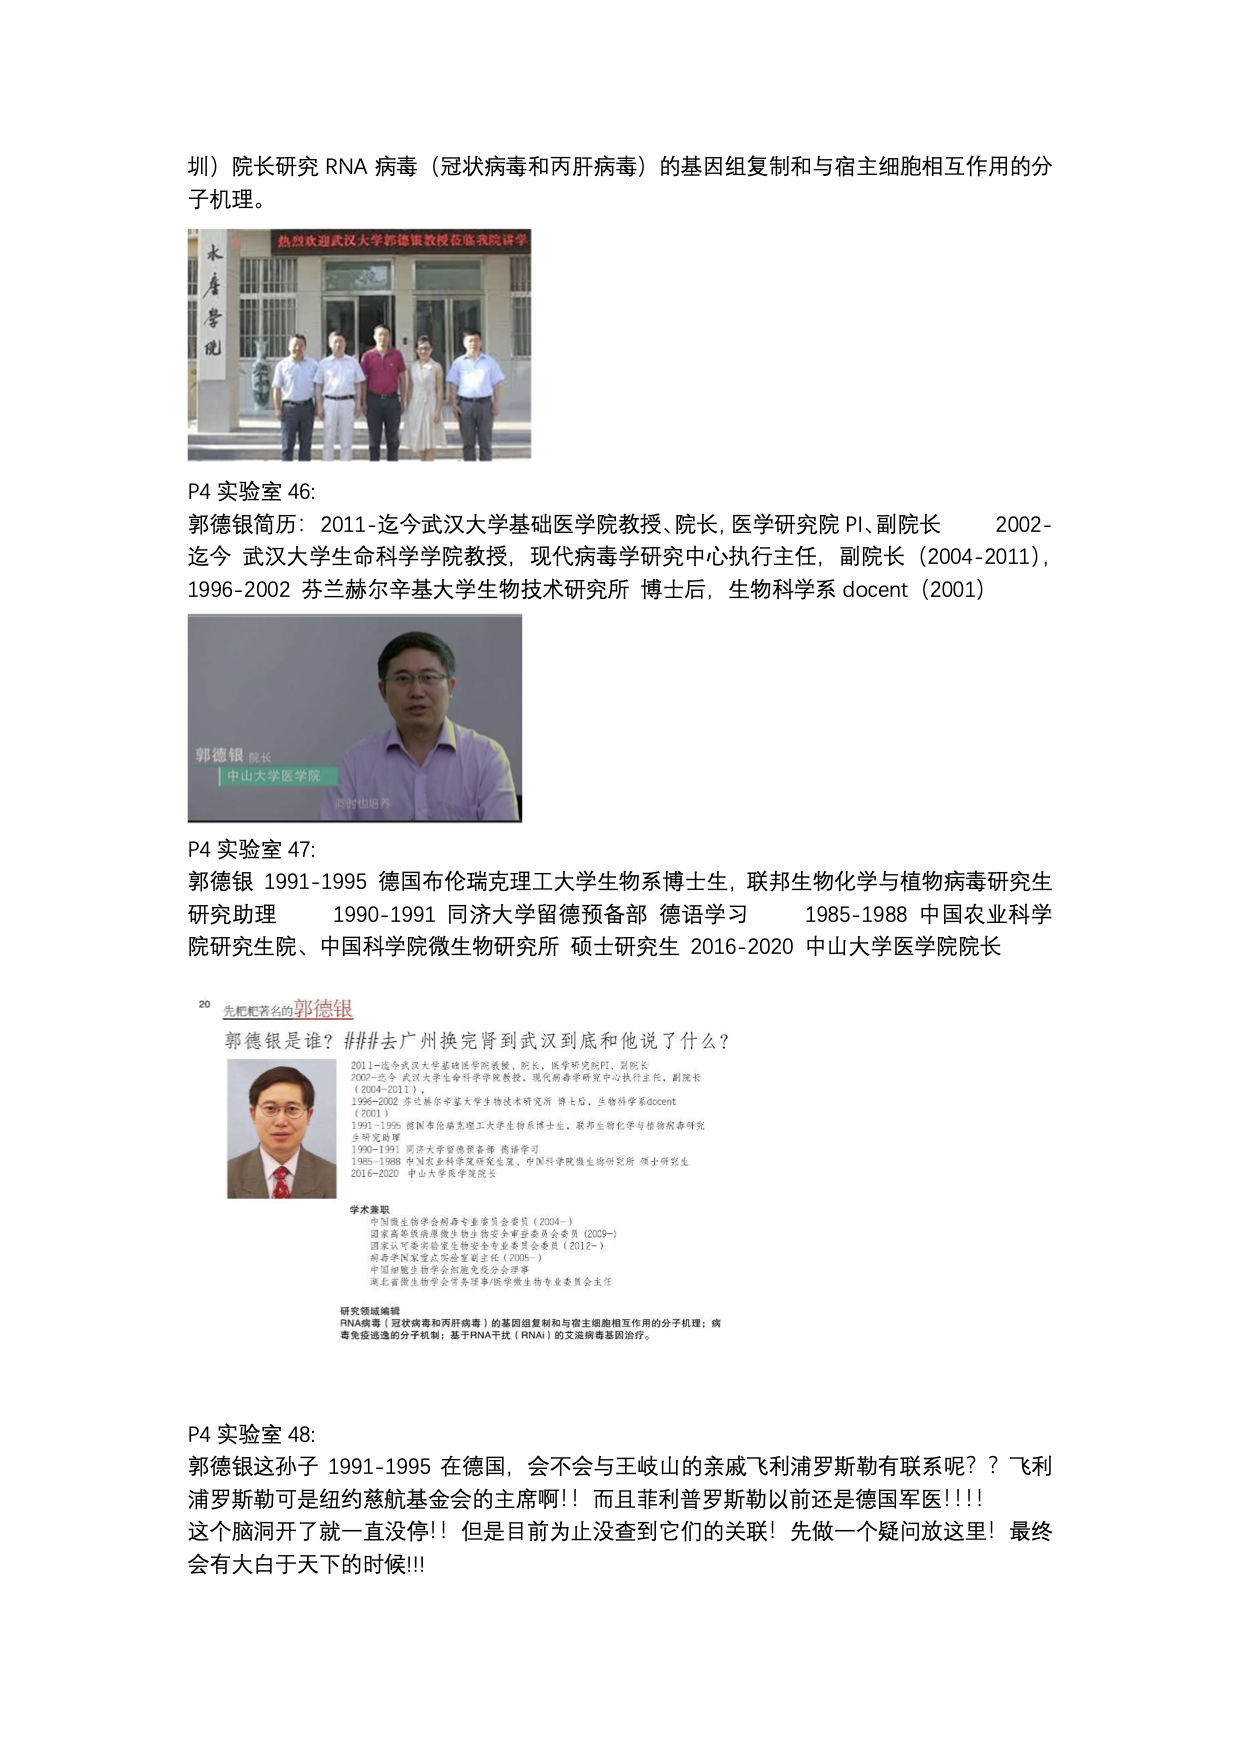 圳）院长研究 RNA 病毒（冠状病毒和丙肝病毒）的基因组复制和与宿主细胞相互作用的分
子机理。
热烈欢迎武汉大学郭德银教授莅临我院讲学
水产学院
P4 实验室 46:
郭德银简历：2011-迄今武汉大学基础医学院教授、院长, 医学研究院 PI、副院长 2002-
迄今 武汉大学生命科学学院教授，现代病毒学研究中心执行主任，副院长（2004-2011），
1996-2002 芬兰赫尔辛基大学生物技术研究所 博士后，生物科学系 docent（2001）
郭德银 院长
中山大学医学院
同时也培养
P4 实验室 47:
郭德银 1991-1995 德国布伦瑞克理工大学生物系博士生, 联邦生物化学与植物病毒研究生
研究助理 1990-1991 同济大学留德预备部 德语学习 1985-1988 中国农业科学
院研究生院、中国科学院微生物研究所 硕士研究生 2016-2020 中山大学医学院院长
20
先粑粑著名的郭德银
郭德银是谁？###去广州换完肾到武汉到底和他说了什么？
2011-迄今武汉大学基础医学院教授、院长，医学研究院PI、副院长
2002-迄今 武汉大学生命科学学院教授，现代病毒学研究中心执行主任，副院长
（2004-2011），
1996-2002 芬兰赫尔辛基大学生物技术研究所 博士后，生物科学系docent
（2001）
1991-1995 德国布伦瑞克理工大学生物系博士生，联邦生物化学与植物病毒研究
生研究助理
1990-1991 同济大学留德预备部 德语学习
1985-1988 中国农业科学院研究生院、中国科学院微生物研究所 硕士研究生
2016-2020 中山大学医学院院长
学术兼职
中国微生物学会病毒专业委员会委员（2004-）
国家高等级病原微生物生物安全审查委员会委员（2009-）
国家认可委实验室生物安全专业委员会委员（2012-）
病毒学国家重点实验室副主任（2005-）
中国细胞生物学会细胞免疫分会理事
湖北省微生物学会常务理事/医学微生物专业委员会主任
研究领域编辑
RNA病毒（冠状病毒和丙肝病毒）的基因组复制和与宿主细胞相互作用的分子机理；病
毒免疫逃逸的分子机制；基于RNA干扰（RNAi）的艾滋病毒基因治疗。
P4 实验室 48:
郭德银这孙子 1991-1995 在德国，会不会与王岐山的亲戚飞利浦罗斯勒有联系呢？？飞利
浦罗斯勒可是纽约慈航基金会的主席啊！！而且菲利普罗斯勒以前还是德国军医！！！！
这个脑洞开了就一直没停！！但是目前为止没查到它们的关联！先做一个疑问放这里！最终
会有大白于天下的时候!!!